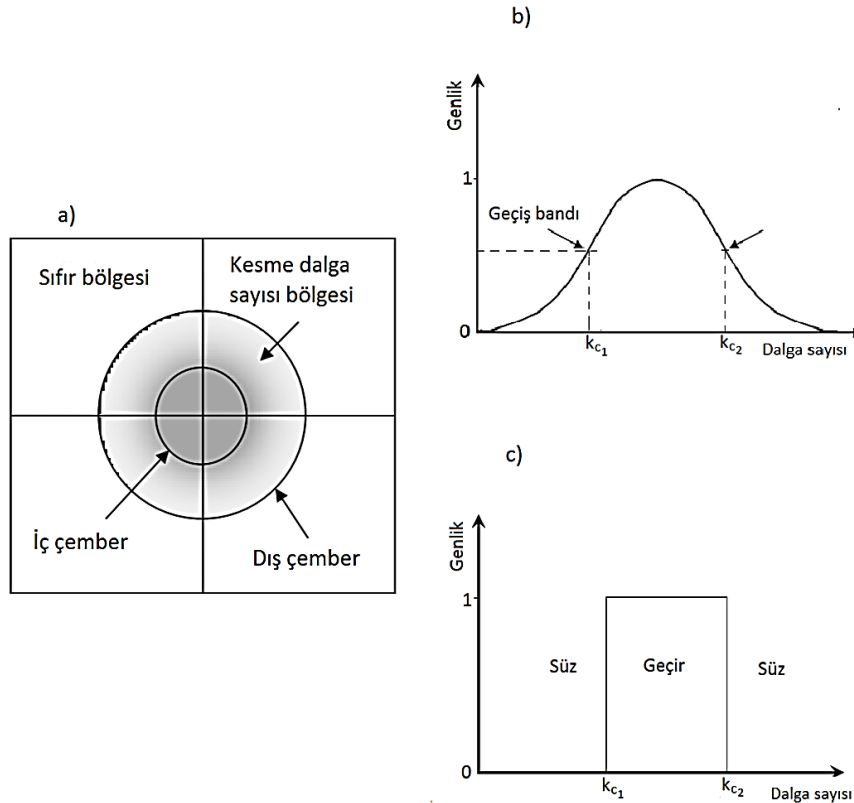 a)
Sıfır bölgesi
Kesme dalga
sayısı bölgesi
İç çember
Dış çember
b)
Genlik
1
Geçiş bandı
0
kc1
kc2
Dalga sayısı
c)
Genlik
1
Süz
Geçir
Süz
0
kc1
kc2
Dalga sayısı